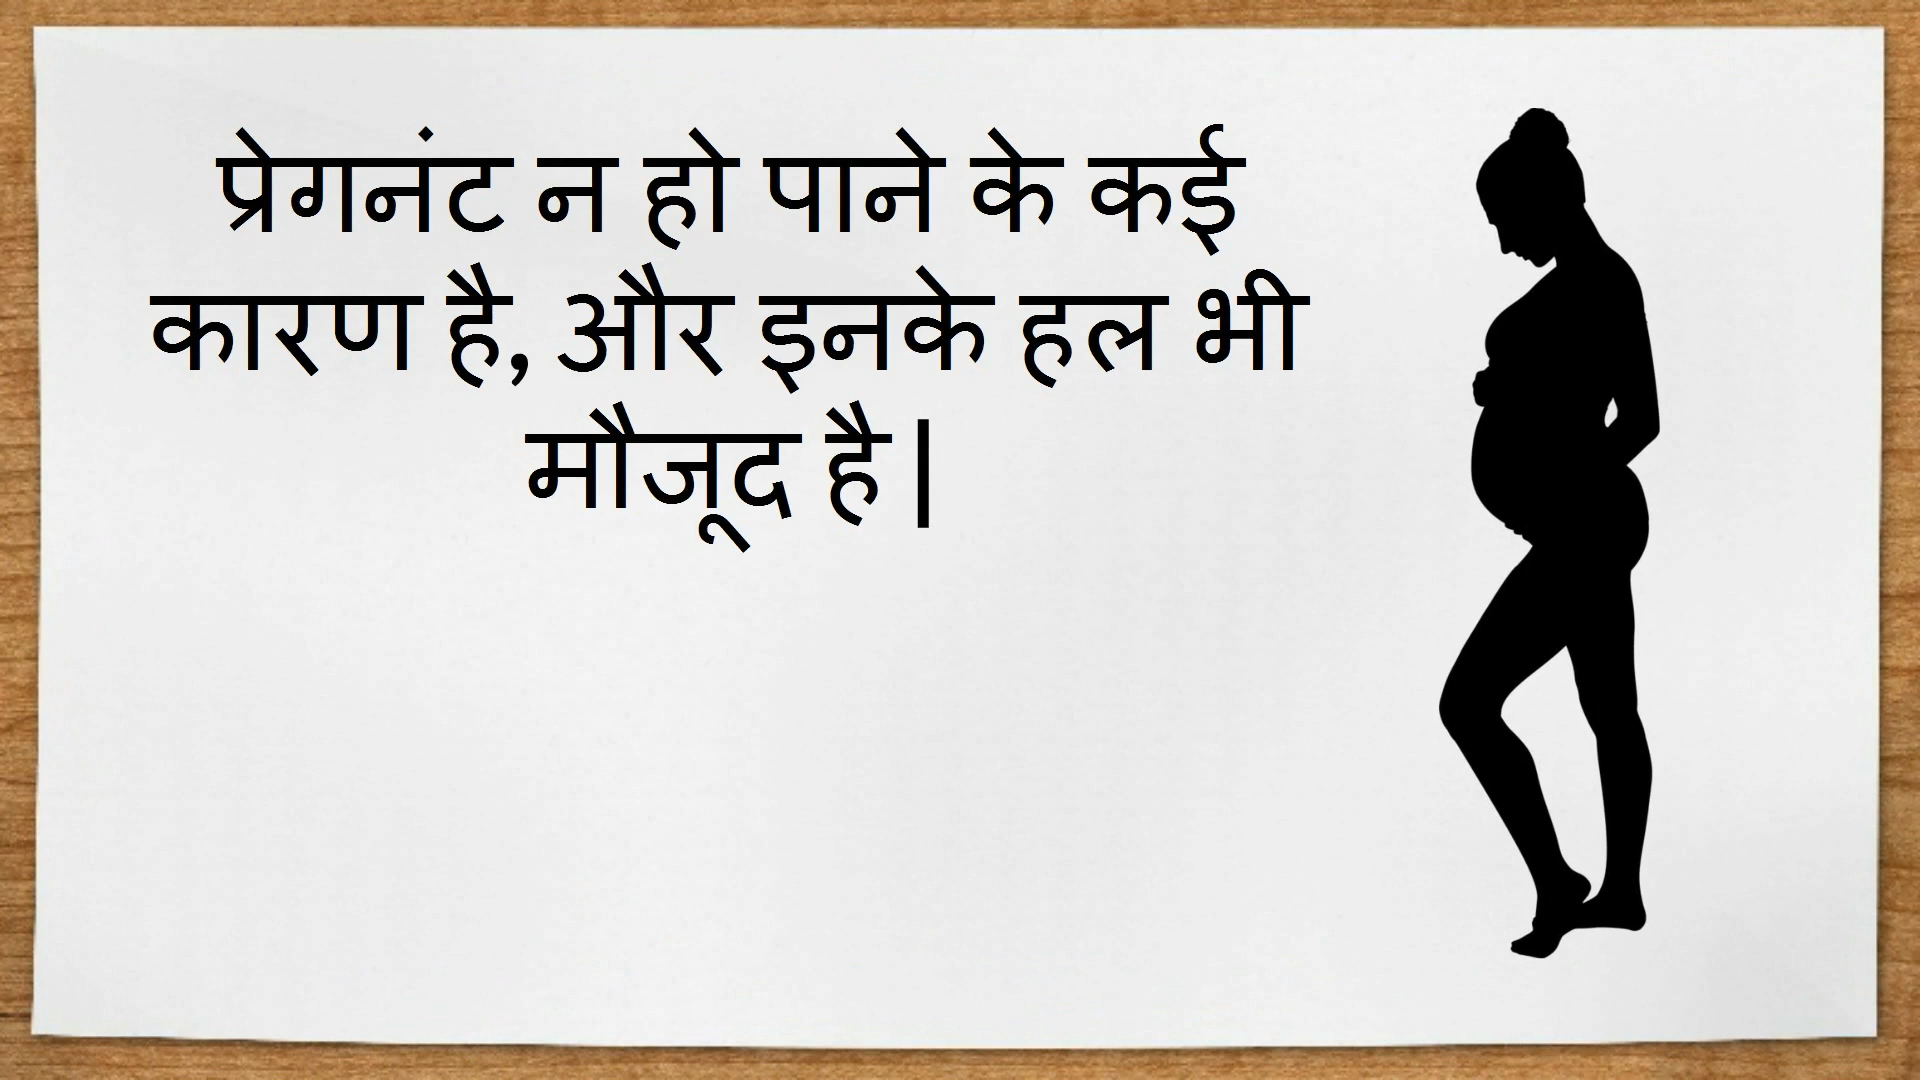 प्रेगनंट न हो पाने के कई
कारण है, और इनके हल भी
मौजूद है|